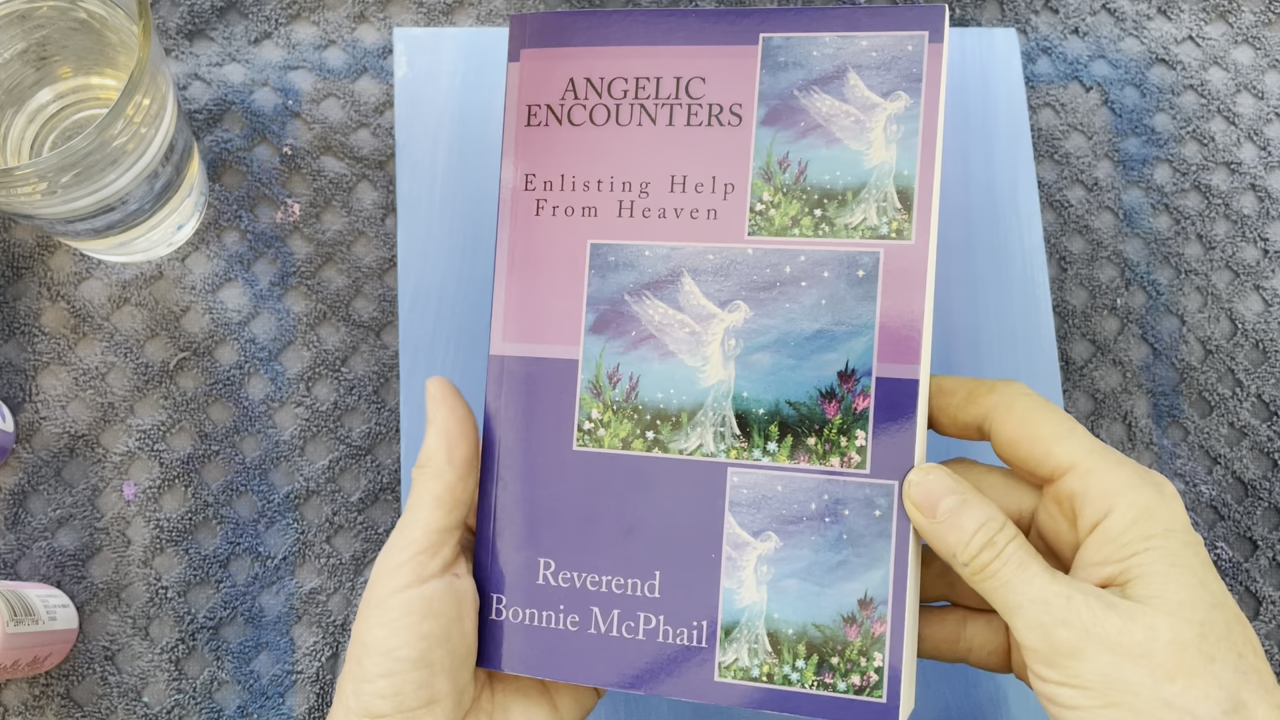 ANGELIC
ENCOUNTERS
Enlisting Help
From Heaven
Reverend
Bonnie McPhail